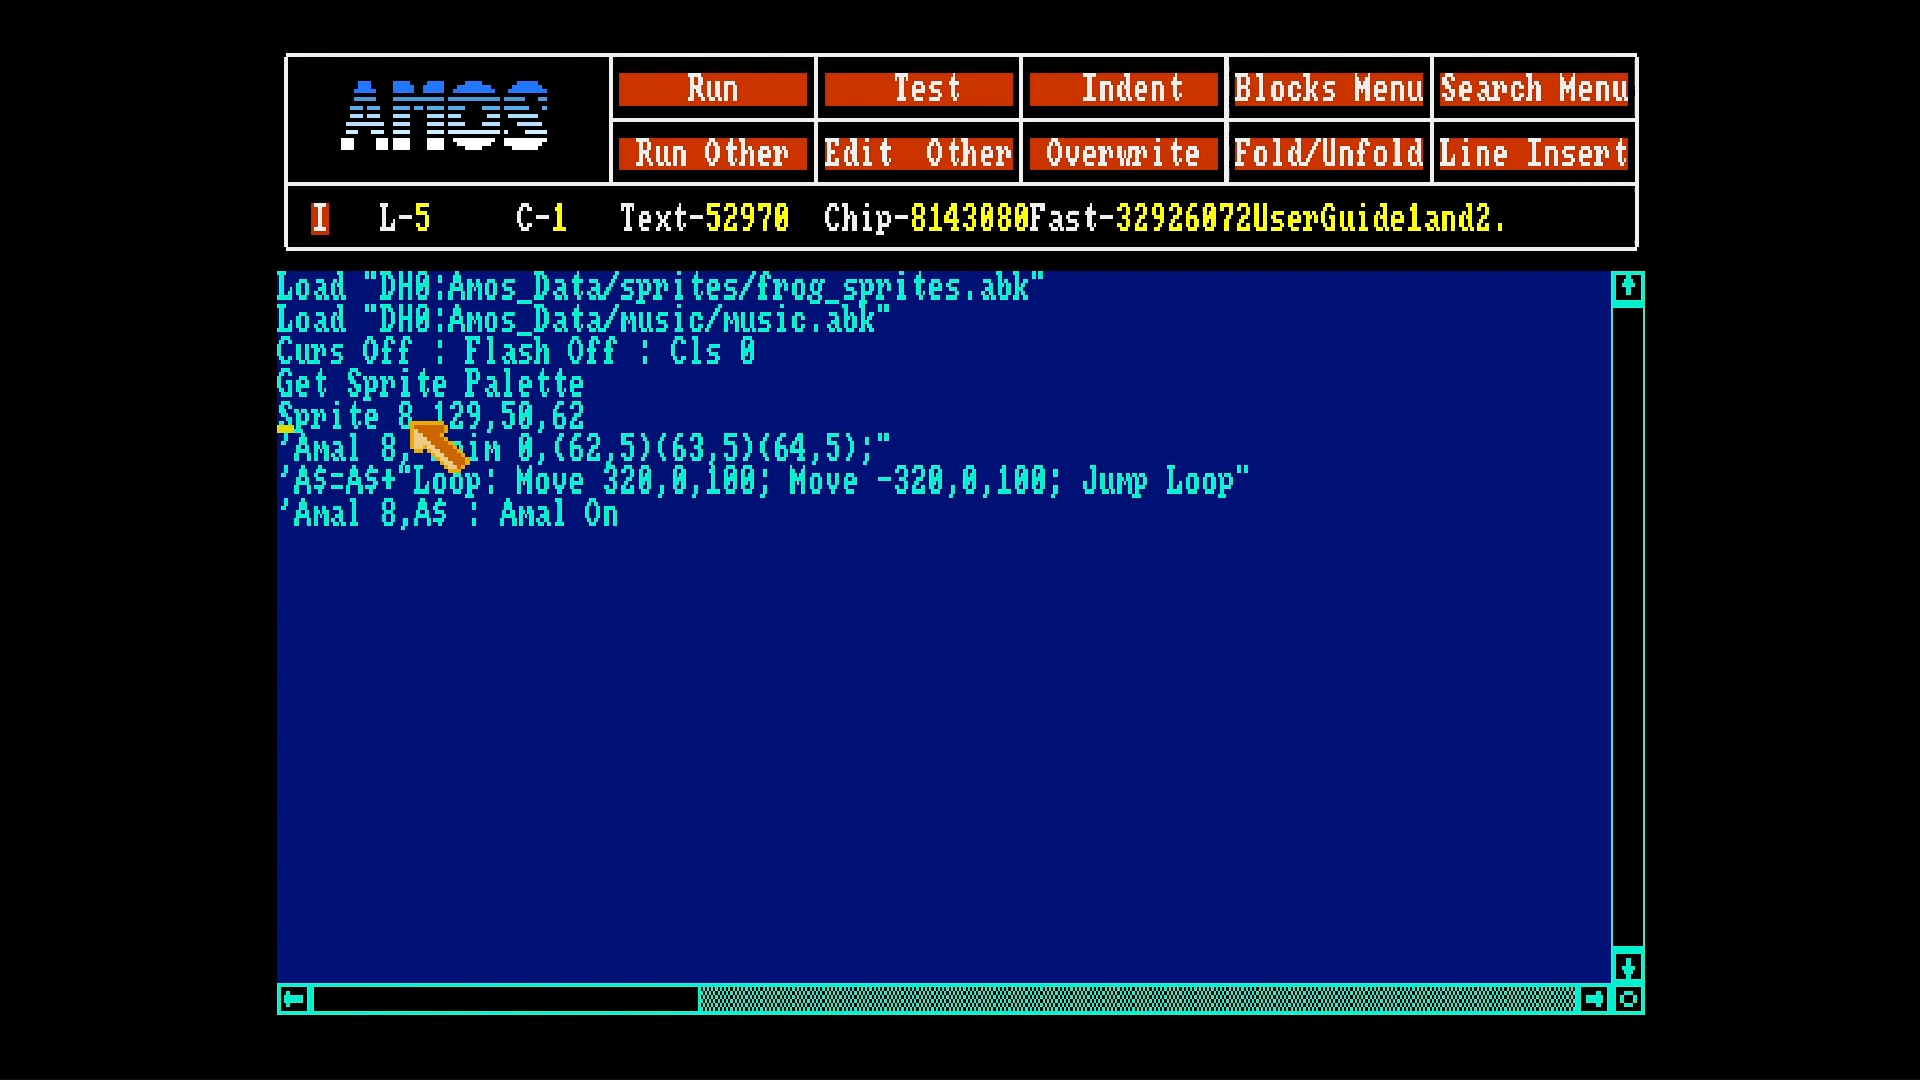 AMOS
Run Test Indent Blocks Menu Search Menu
Run Other Edit Other Overwrite Fold/Unfold Line Insert
I L-5 C-1 Text-52970 Chip-8143080Fast-32926072UserGuide1and2.
Load "DH0:Amos_Data/sprites/frog_sprites.abk"
Load "DH0:Amos_Data/music/music.abk"
Curs Off : Flash Off : Cls 0
Get Sprite Palette
Sprite 8 129,50,62
'Amal 8, im 0,(62,5)(63,5)(64,5);"
'A$=A$+"Loop: Move 320,0,100; Move -320,0,100; Jump Loop"
'Amal 8,A$ : Amal On